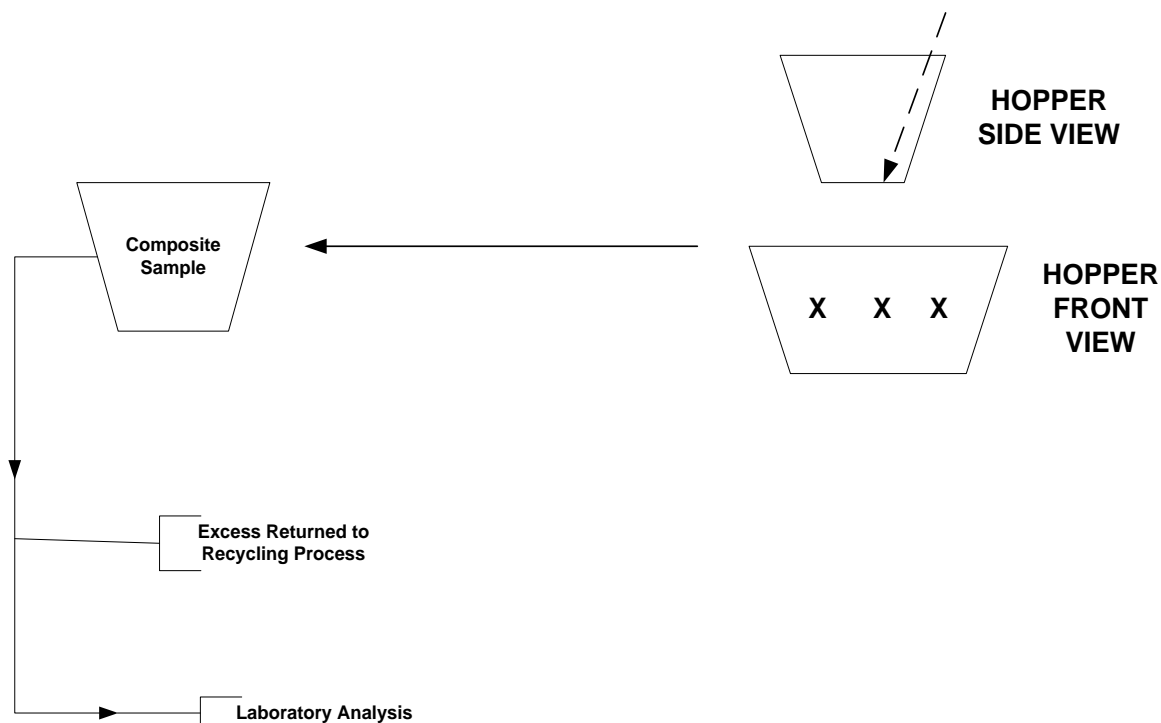 HOPPER
SIDE VIEW
Composite
Sample
X X X
HOPPER
FRONT
VIEW
Excess Returned to
Recycling Process
Laboratory Analysis